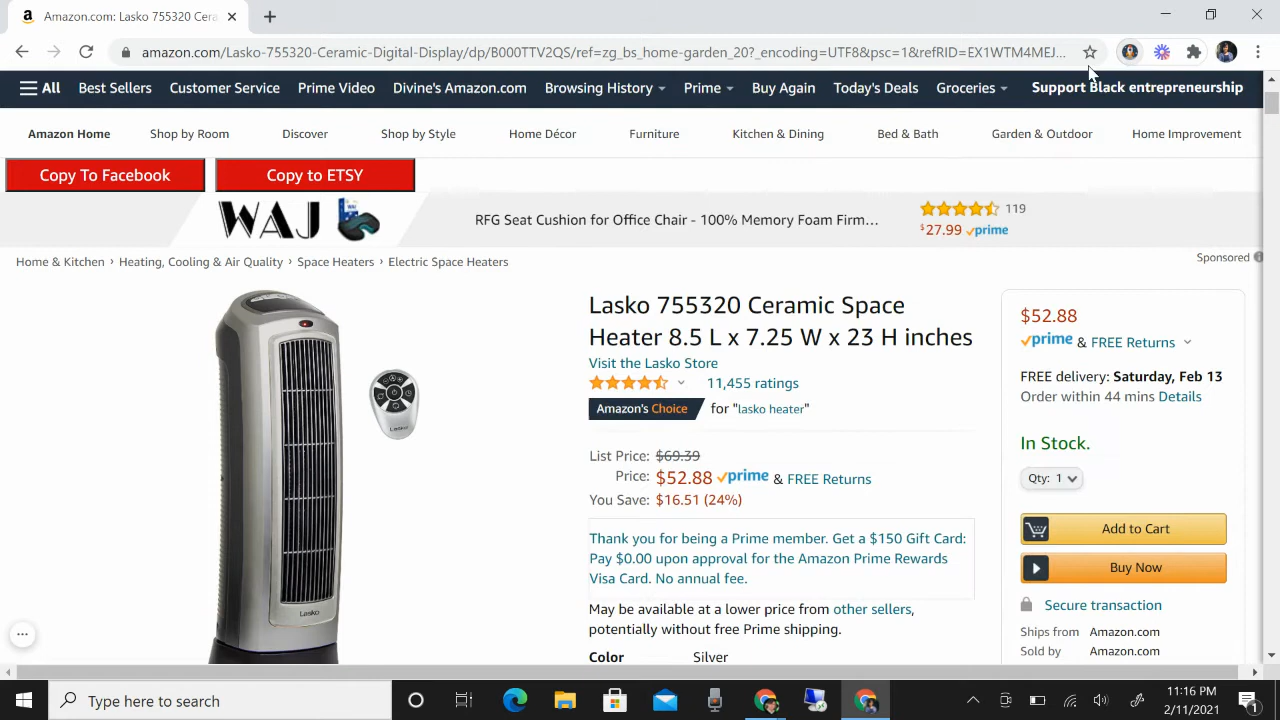 Amazon.com: Lasko 755320 Cera
amazon.com/Lasko-755320-Ceramic-Digital-Display/dp/B000TTV2QS/ref=zg_bs_home-garden_20?_encoding=UTF8&psc=1&refRID=EX1WTM4MEJ...
All Best Sellers Customer Service Prime Video Divine's Amazon.com Browsing History Prime Buy Again Today's Deals Groceries Support Black entrepreneurship
Amazon Home Shop by Room Discover Shop by Style Home Décor Furniture Kitchen & Dining Bed & Bath Garden & Outdoor Home Improvement
Copy To Facebook Copy to ETSY
WAJ RFG Seat Cushion for Office Chair - 100% Memory Foam Firm... 119
$27.99 prime
Sponsored
Home & Kitchen › Heating, Cooling & Air Quality › Space Heaters › Electric Space Heaters
Lasko 755320 Ceramic Space
Heater 8.5 L x 7.25 W x 23 H inches
Visit the Lasko Store
11,455 ratings
Amazon's Choice for "lasko heater"
List Price: $69.39
Price: $52.88 prime & FREE Returns
You Save: $16.51 (24%)
Thank you for being a Prime member. Get a $150 Gift Card:
Pay $0.00 upon approval for the Amazon Prime Rewards
Visa Card. No annual fee.
May be available at a lower price from other sellers,
potentially without free Prime shipping.
Color Silver
Lasko
Lasko
$52.88
prime & FREE Returns
FREE delivery: Saturday, Feb 13
Order within 44 mins Details
In Stock.
Qty: 1
Add to Cart
Buy Now
Secure transaction
Ships from Amazon.com
Sold by Amazon.com
Type here to search
11:16 PM
2/11/2021
1